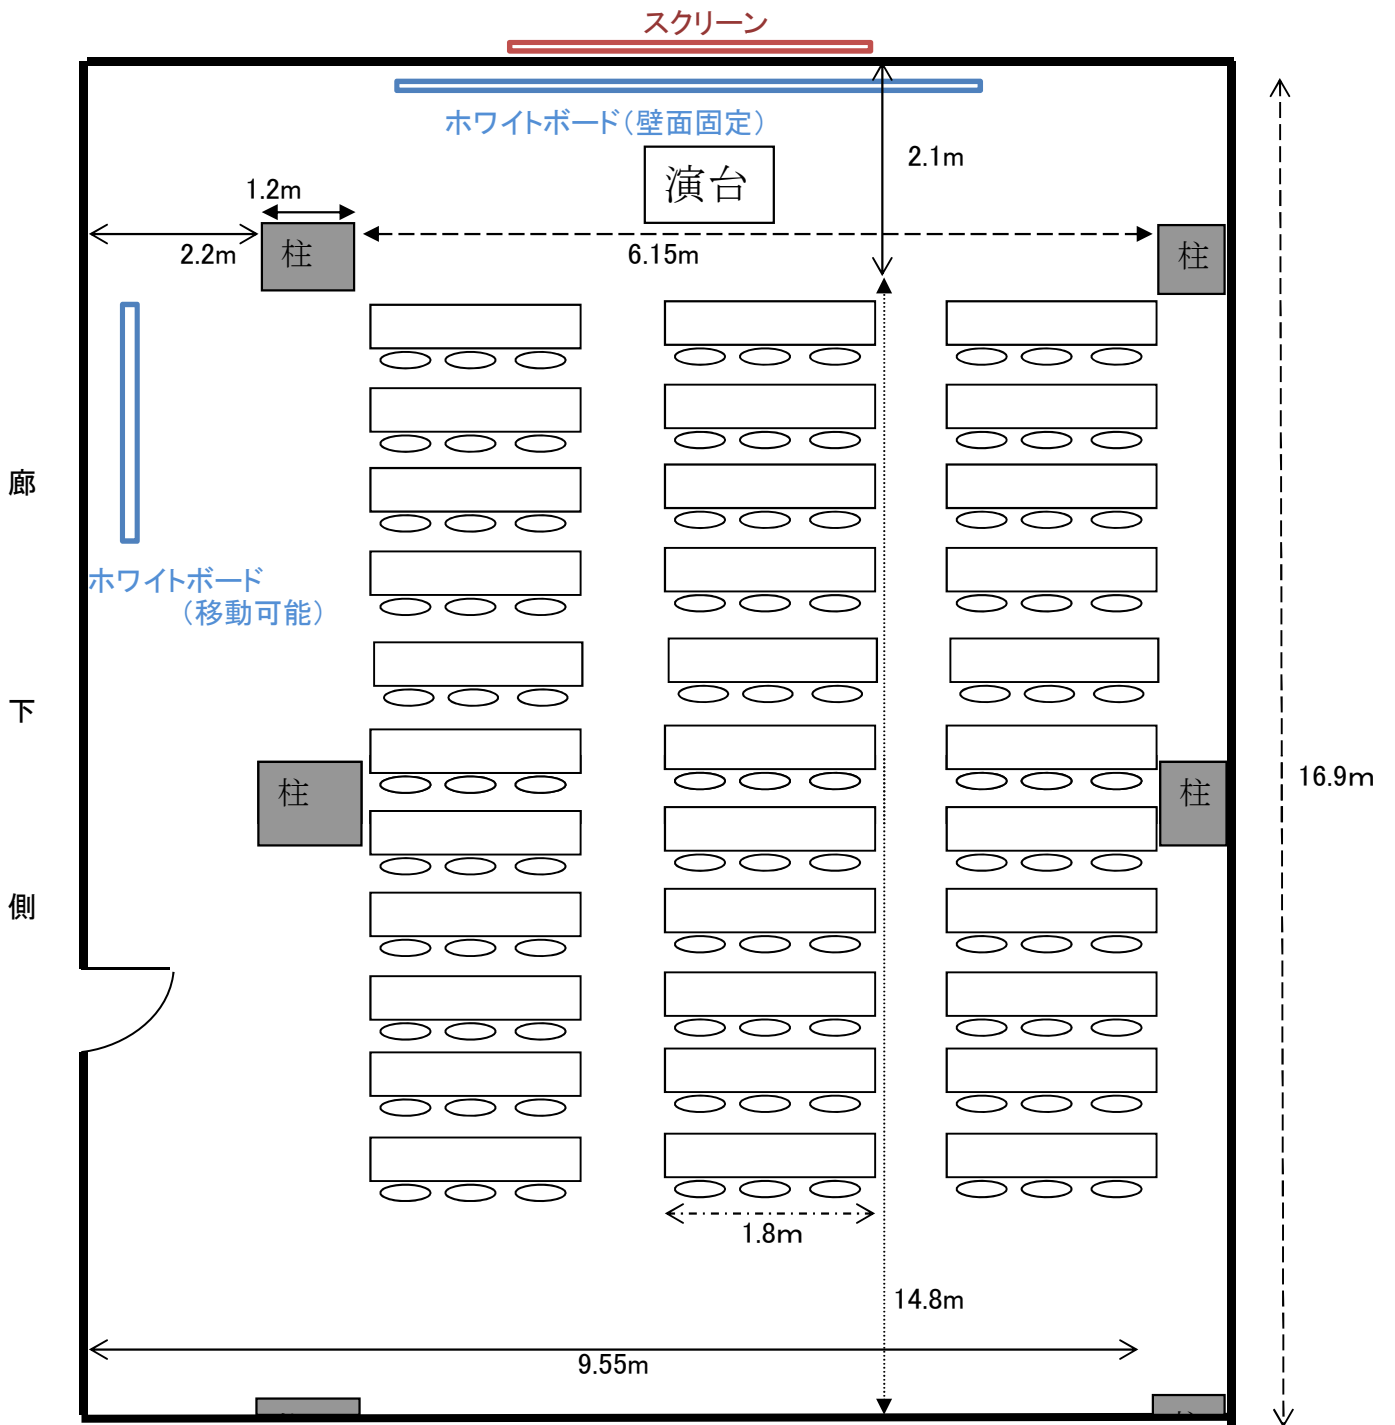 スクリーン
ホワイトボード（壁面固定）
演台
2.1m
1.2m
2.2m
柱
6.15m
柱
廊
ホワイトボード
（移動可能）
下
柱
柱
16.9m
側
1.8m
14.8m
9.55m